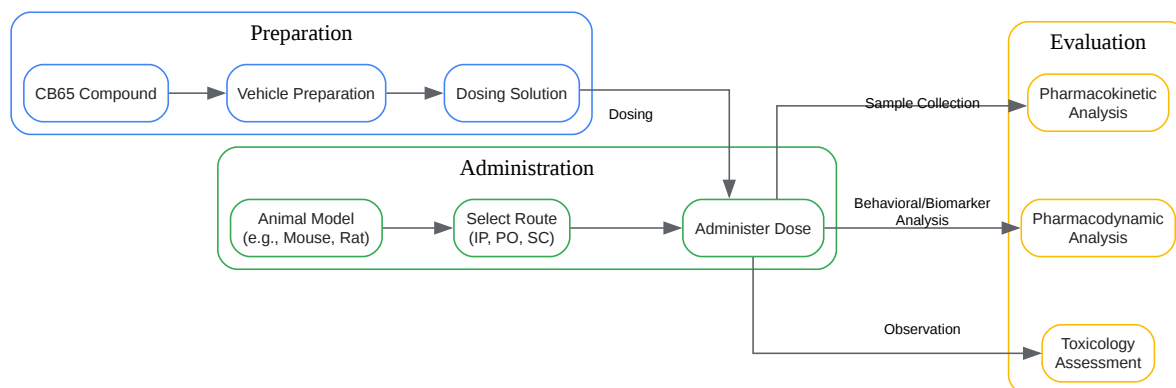 Preparation
CB65 Compound
Vehicle Preparation
Dosing Solution
Dosing
Administration
Animal Model
(e.g., Mouse, Rat)
Select Route
(IP, PO, SC)
Administer Dose
Sample Collection
Behavioral/Biomarker
Analysis
Observation
Evaluation
Pharmacokinetic
Analysis
Pharmacodynamic
Analysis
Toxicology
Assessment